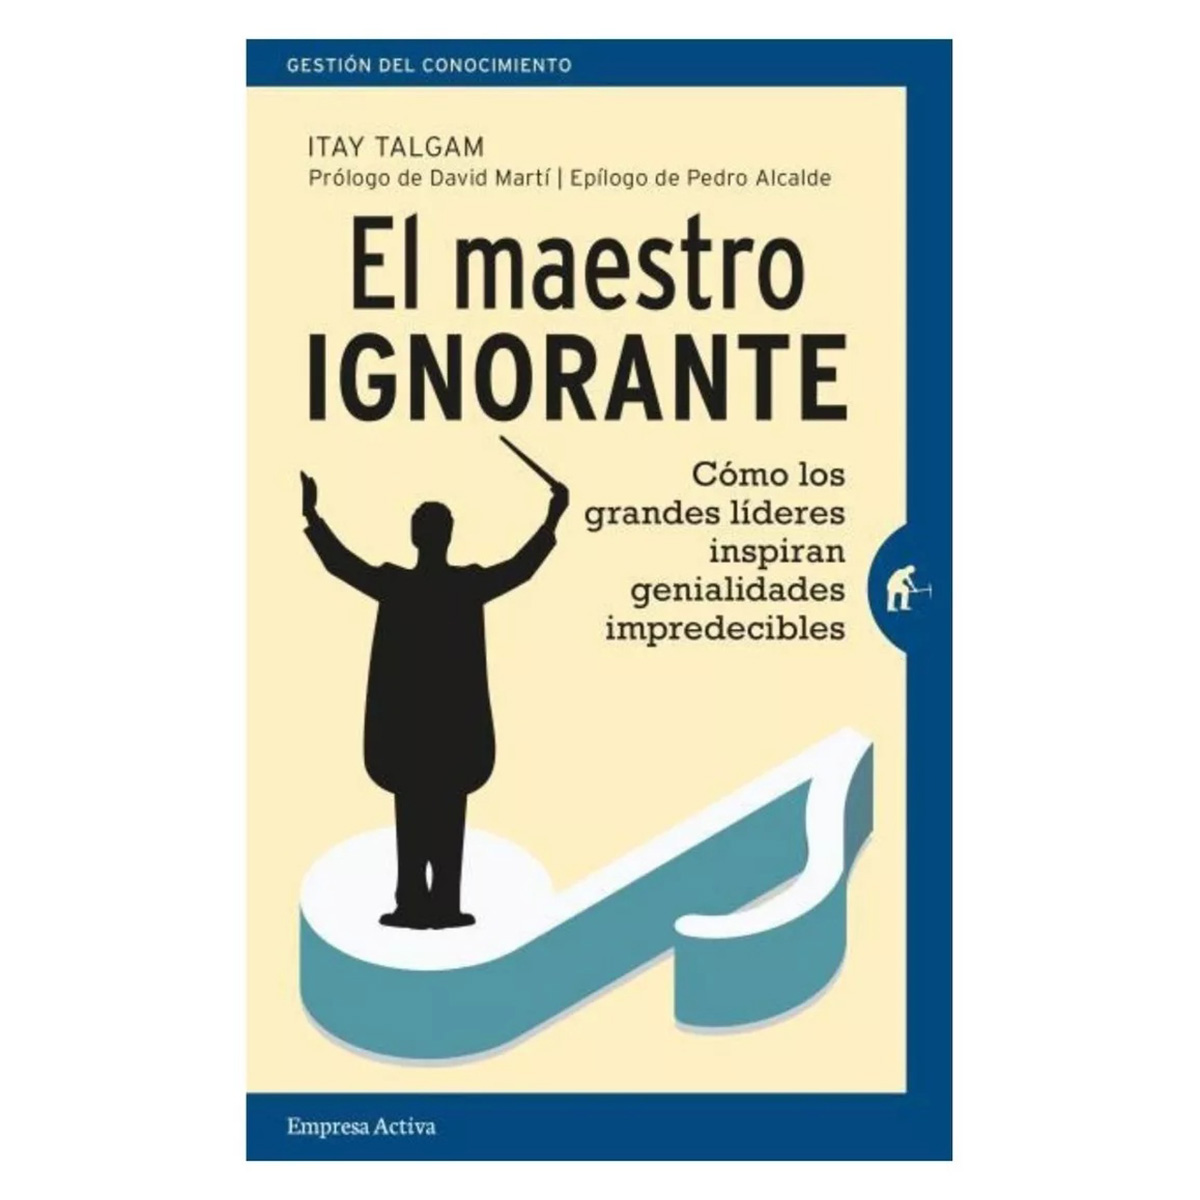 GESTIÓN DEL CONOCIMIENTO
ITAY TALGAM
Prólogo de David Martí | Epílogo de Pedro Alcalde
El maestro
IGNORANTE
Cómo los
grandes líderes
inspiran
genialidades
impredecibles
Empresa Activa